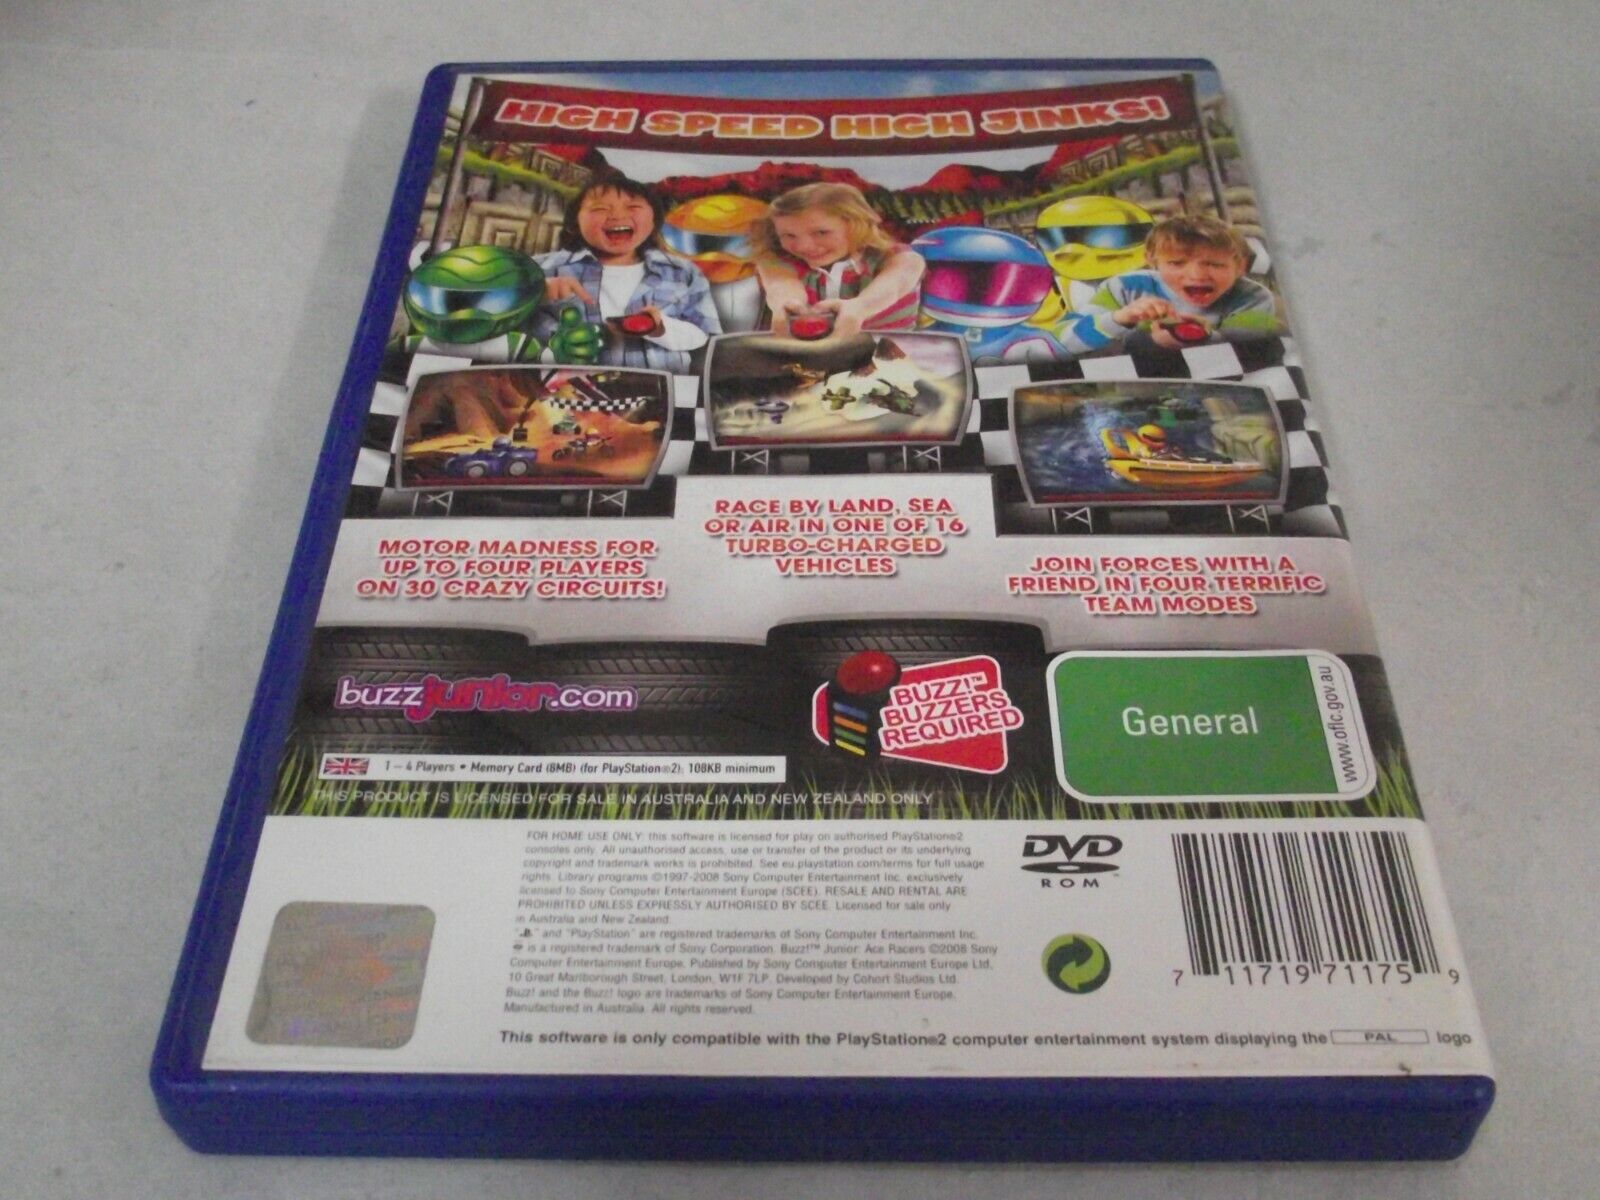 HIGH SPEED HIGH JINKS!
MOTOR MADNESS FOR
UP TO FOUR PLAYERS
ON 30 CRAZY CIRCUITS!
RACE BY LAND, SEA
OR AIR IN ONE OF 16
TURBO-CHARGED
VEHICLES
JOIN FORCES WITH A
FRIEND IN FOUR TERRIFIC
TEAM MODES
buzzjunior.com
BUZZ!™
BUZZERS
REQUIRED
General
www.oflc.gov.au
1 – 4 Players • Memory Card (8MB) (for PlayStation®2): 108KB minimum
THIS PRODUCT IS LICENSED FOR SALE IN AUSTRALIA AND NEW ZEALAND ONLY
FOR HOME USE ONLY: this software is licensed for play on authorised PlayStation®2
consoles only. All unauthorised access, use or transfer of the product or its underlying
copyright and trademark works is prohibited. See eu.playstation.com/terms for full usage
rights. Library programs ©1997-2008 Sony Computer Entertainment Inc. exclusively
licensed to Sony Computer Entertainment Europe (SCEE). RESALE AND RENTAL ARE
PROHIBITED UNLESS EXPRESSLY AUTHORISED BY SCEE. Licensed for sale only
in Australia and New Zealand.
" " and "PlayStation" are registered trademarks of Sony Computer Entertainment Inc.
is a registered trademark of Sony Corporation. Buzz!™ Junior: Ace Racers ©2008 Sony
Computer Entertainment Europe. Published by Sony Computer Entertainment Europe Ltd,
10 Great Marlborough Street, London, W1F 7LP. Developed by Cohort Studios Ltd.
Buzz! and the Buzz! logo are trademarks of Sony Computer Entertainment Europe.
Manufactured in Australia. All rights reserved.
DVD
ROM
7 11719 71175 9
This software is only compatible with the PlayStation®2 computer entertainment system displaying the PAL logo